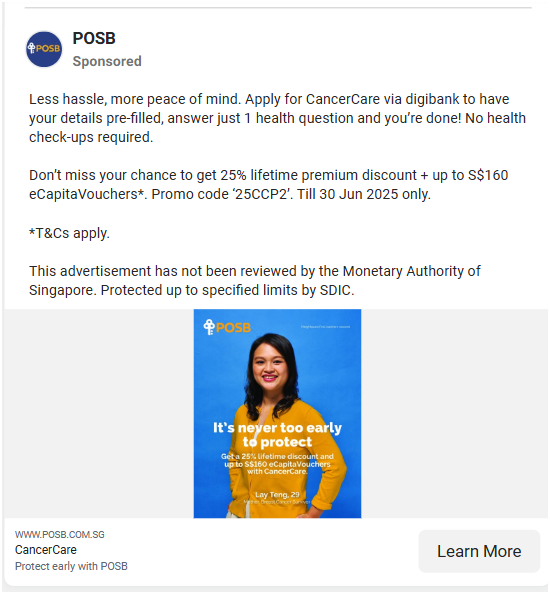 POSB
Sponsored
POSB
Less hassle, more peace of mind. Apply for CancerCare via digibank to have
your details pre-filled, answer just 1 health question and you're done! No health
check-ups required.
Don't miss your chance to get 25% lifetime premium discount + up to S$160
eCapitaVouchers*. Promo code ‘25CCP2’. Till 30 Jun 2025 only.
*T&Cs apply.
This advertisement has not been reviewed by the Monetary Authority of
Singapore. Protected up to specified limits by SDIC.
POSB
It's never too early
to protect
Get a 25% lifetime discount and
up to S$160 eCapitaVouchers
with CancerCare.
Lay Teng, 29
WWW.POSB.COM.SG
CancerCare
Protect early with POSB
Learn More